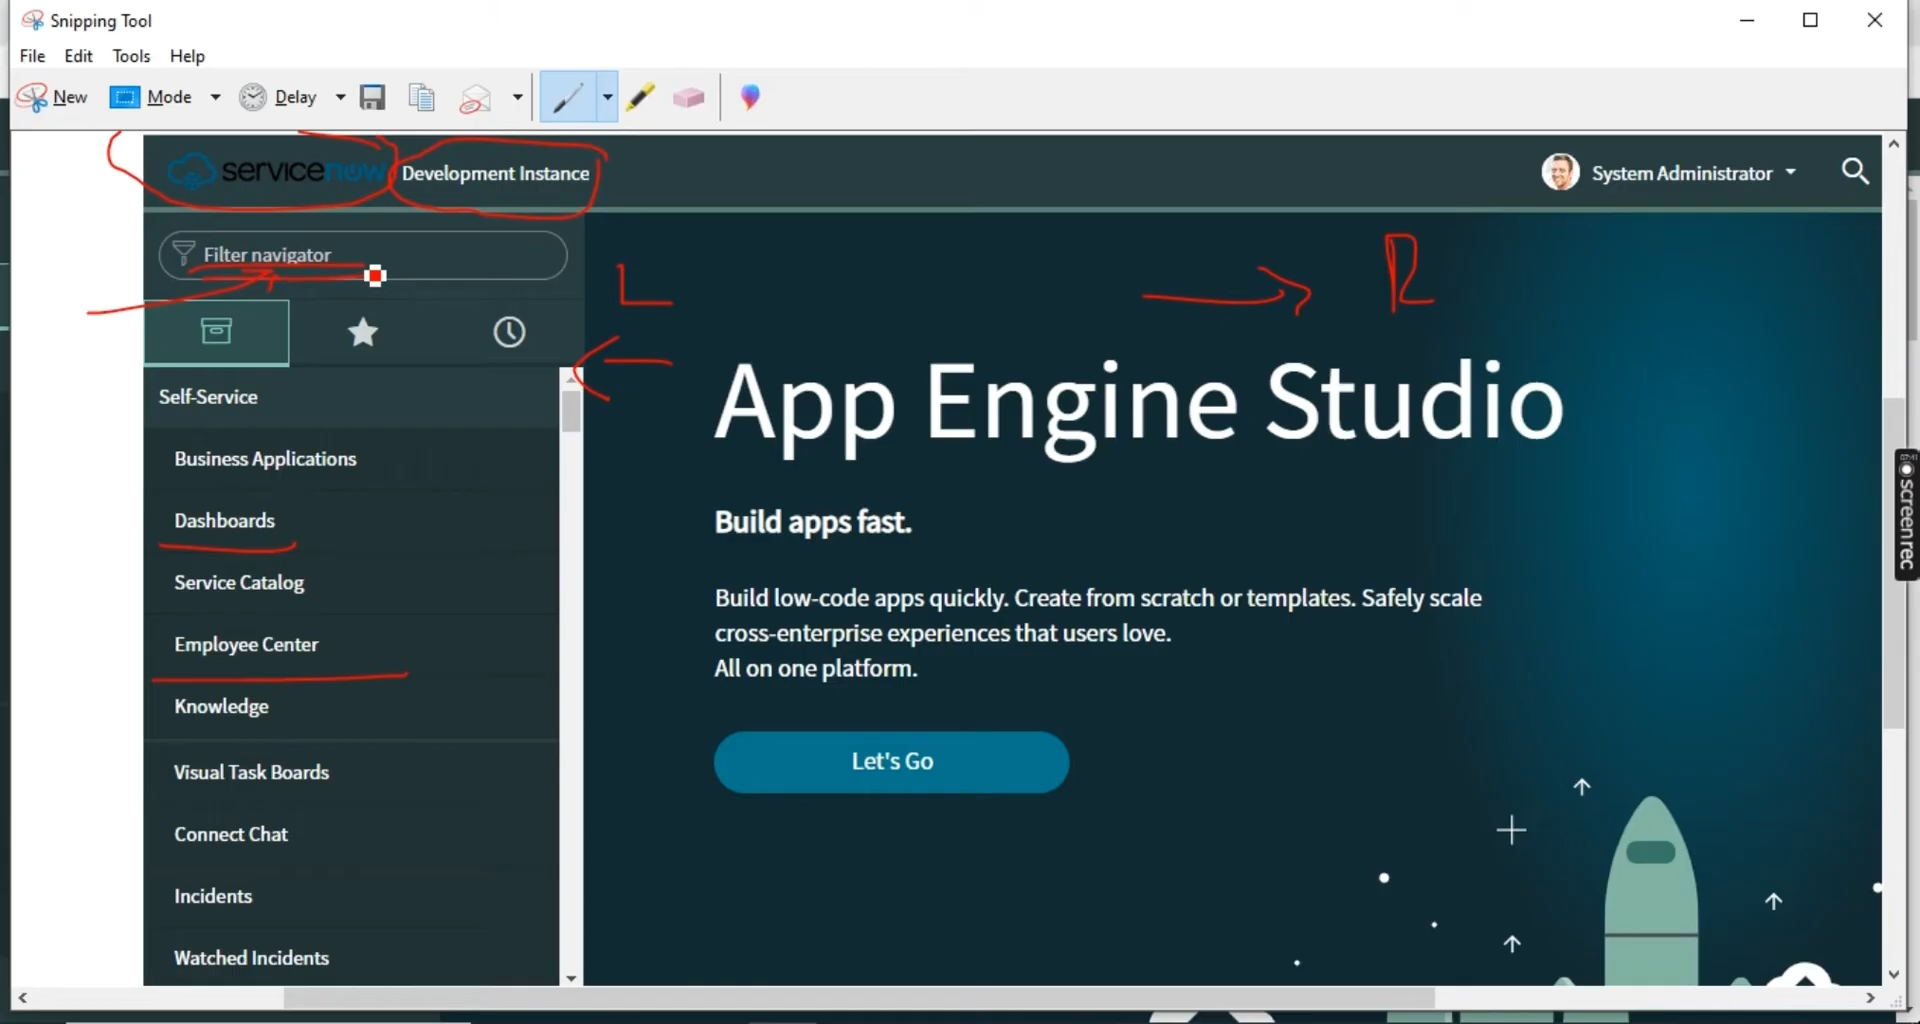 Snipping Tool
File Edit Tools Help
New Mode Delay
servicenow Development Instance System Administrator
Filter navigator
L R
Self-Service
Business Applications
Dashboards
Service Catalog
Employee Center
Knowledge
Visual Task Boards
Connect Chat
Incidents
Watched Incidents
App Engine Studio
Build apps fast.
Build low-code apps quickly. Create from scratch or templates. Safely scale
cross-enterprise experiences that users love.
All on one platform.
Let's Go
07:41
screenrec